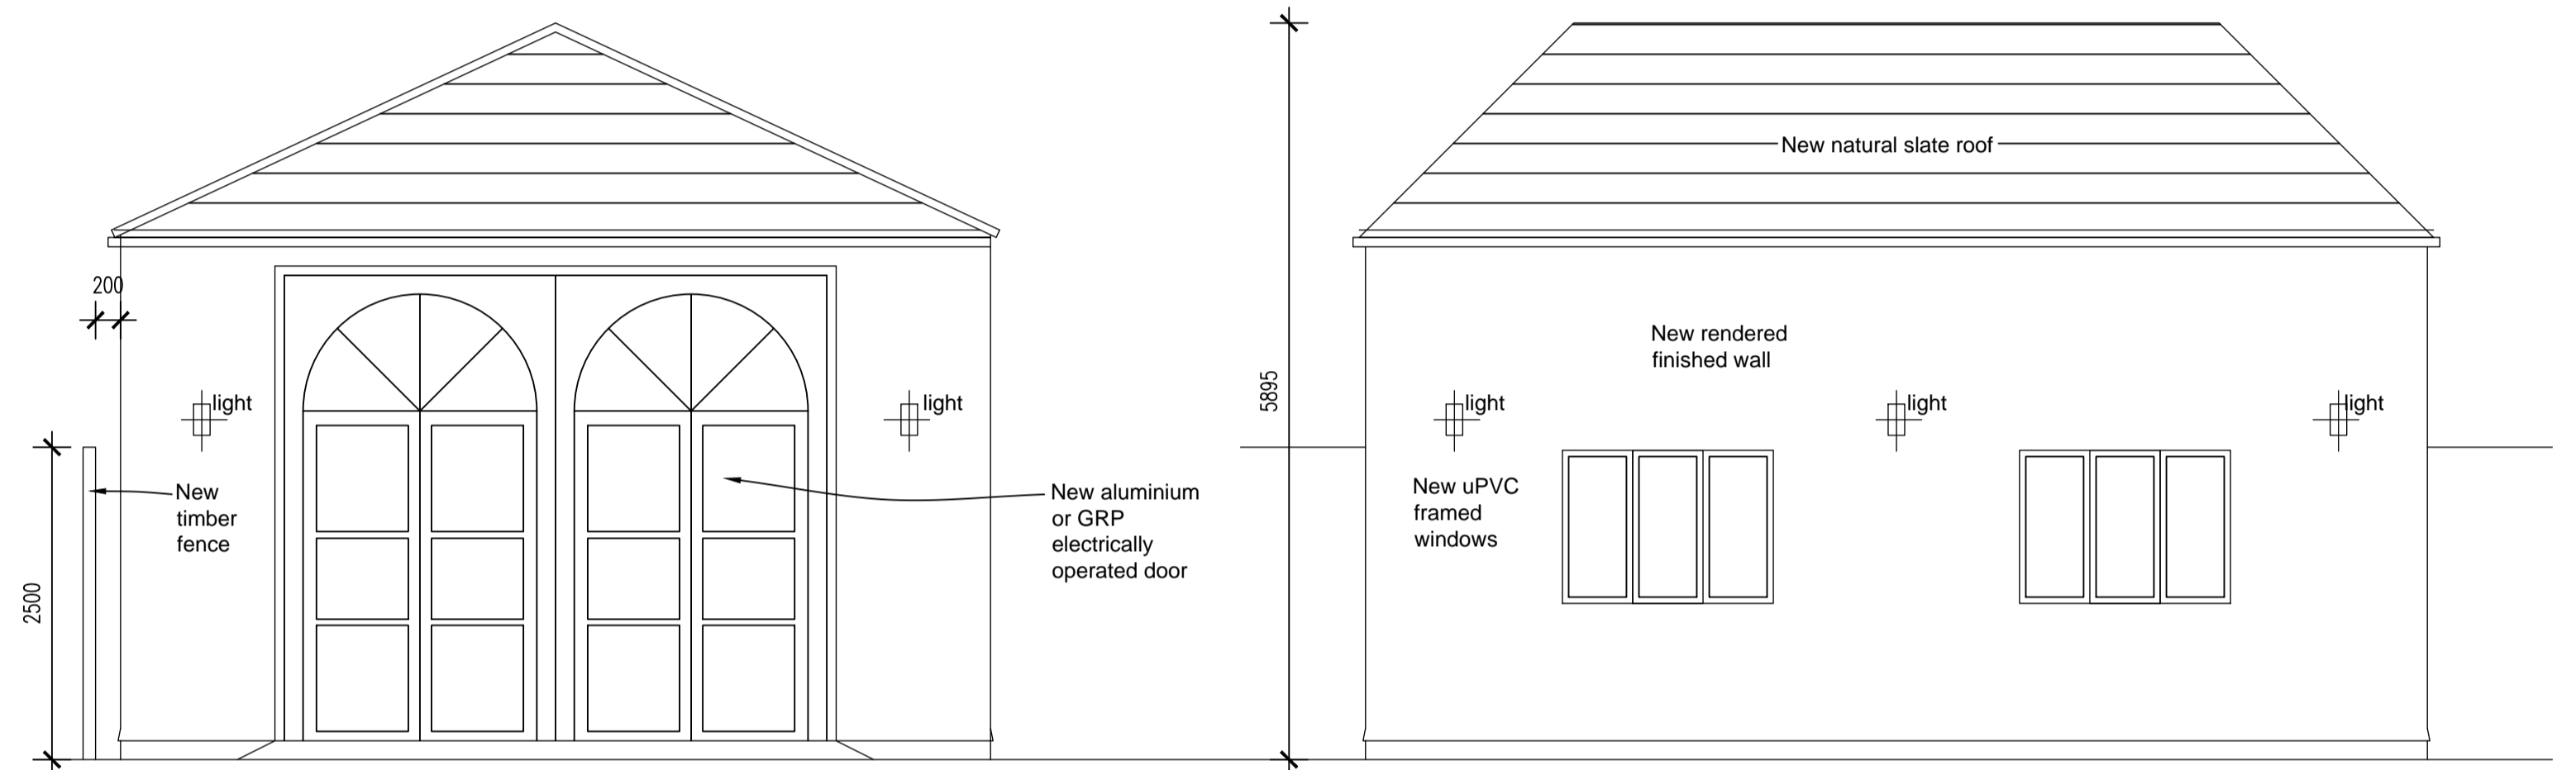 New natural slate roof
200
New rendered
finished wall
5895
light
light
light
light
light
New
timber
fence
New aluminium
or GRP
electrically
operated door
New uPVC
framed
windows
2500